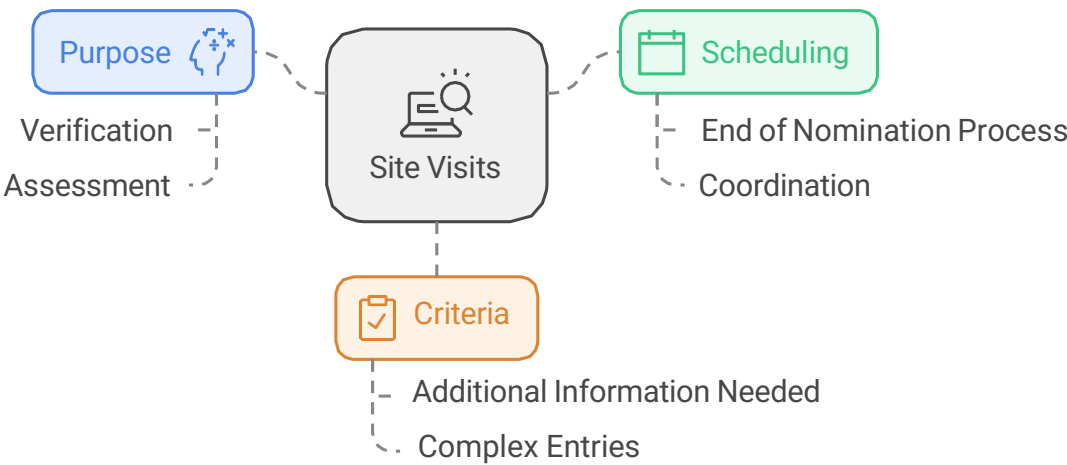 Purpose
Verification
Assessment
Site Visits
Scheduling
End of Nomination Process
Coordination
Criteria
Additional Information Needed
Complex Entries